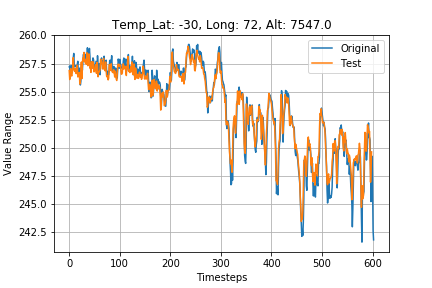 Temp_Lat: -30, Long: 72, Alt: 7547.0
260.0
257.5
255.0
252.5
250.0
247.5
245.0
242.5
Value Range
Original
Test
0 100 200 300 400 500 600
Timesteps